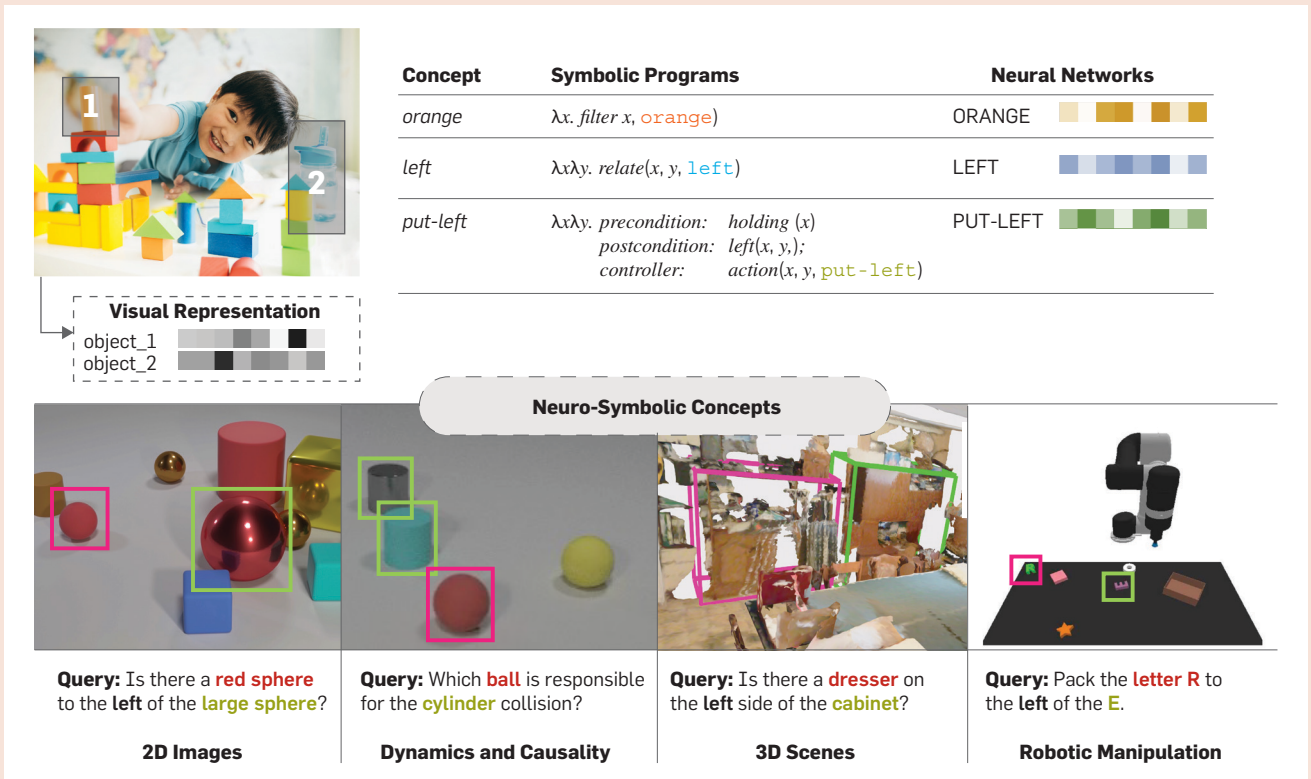 1
2
Visual Representation
object_1
object_2
Concept Symbolic Programs Neural Networks
orange λx. filter x, orange) ORANGE
left λxλy. relate(x, y, left) LEFT
put-left λxλy. precondition: holding (x) PUT-LEFT
postcondition: left(x, y,);
controller: action(x, y, put-left)
Neuro-Symbolic Concepts
Query: Is there a red sphere
to the left of the large sphere?
2D Images
Query: Which ball is responsible
for the cylinder collision?
Dynamics and Causality
Query: Is there a dresser on
the left side of the cabinet?
3D Scenes
Query: Pack the letter R to
the left of the E.
Robotic Manipulation